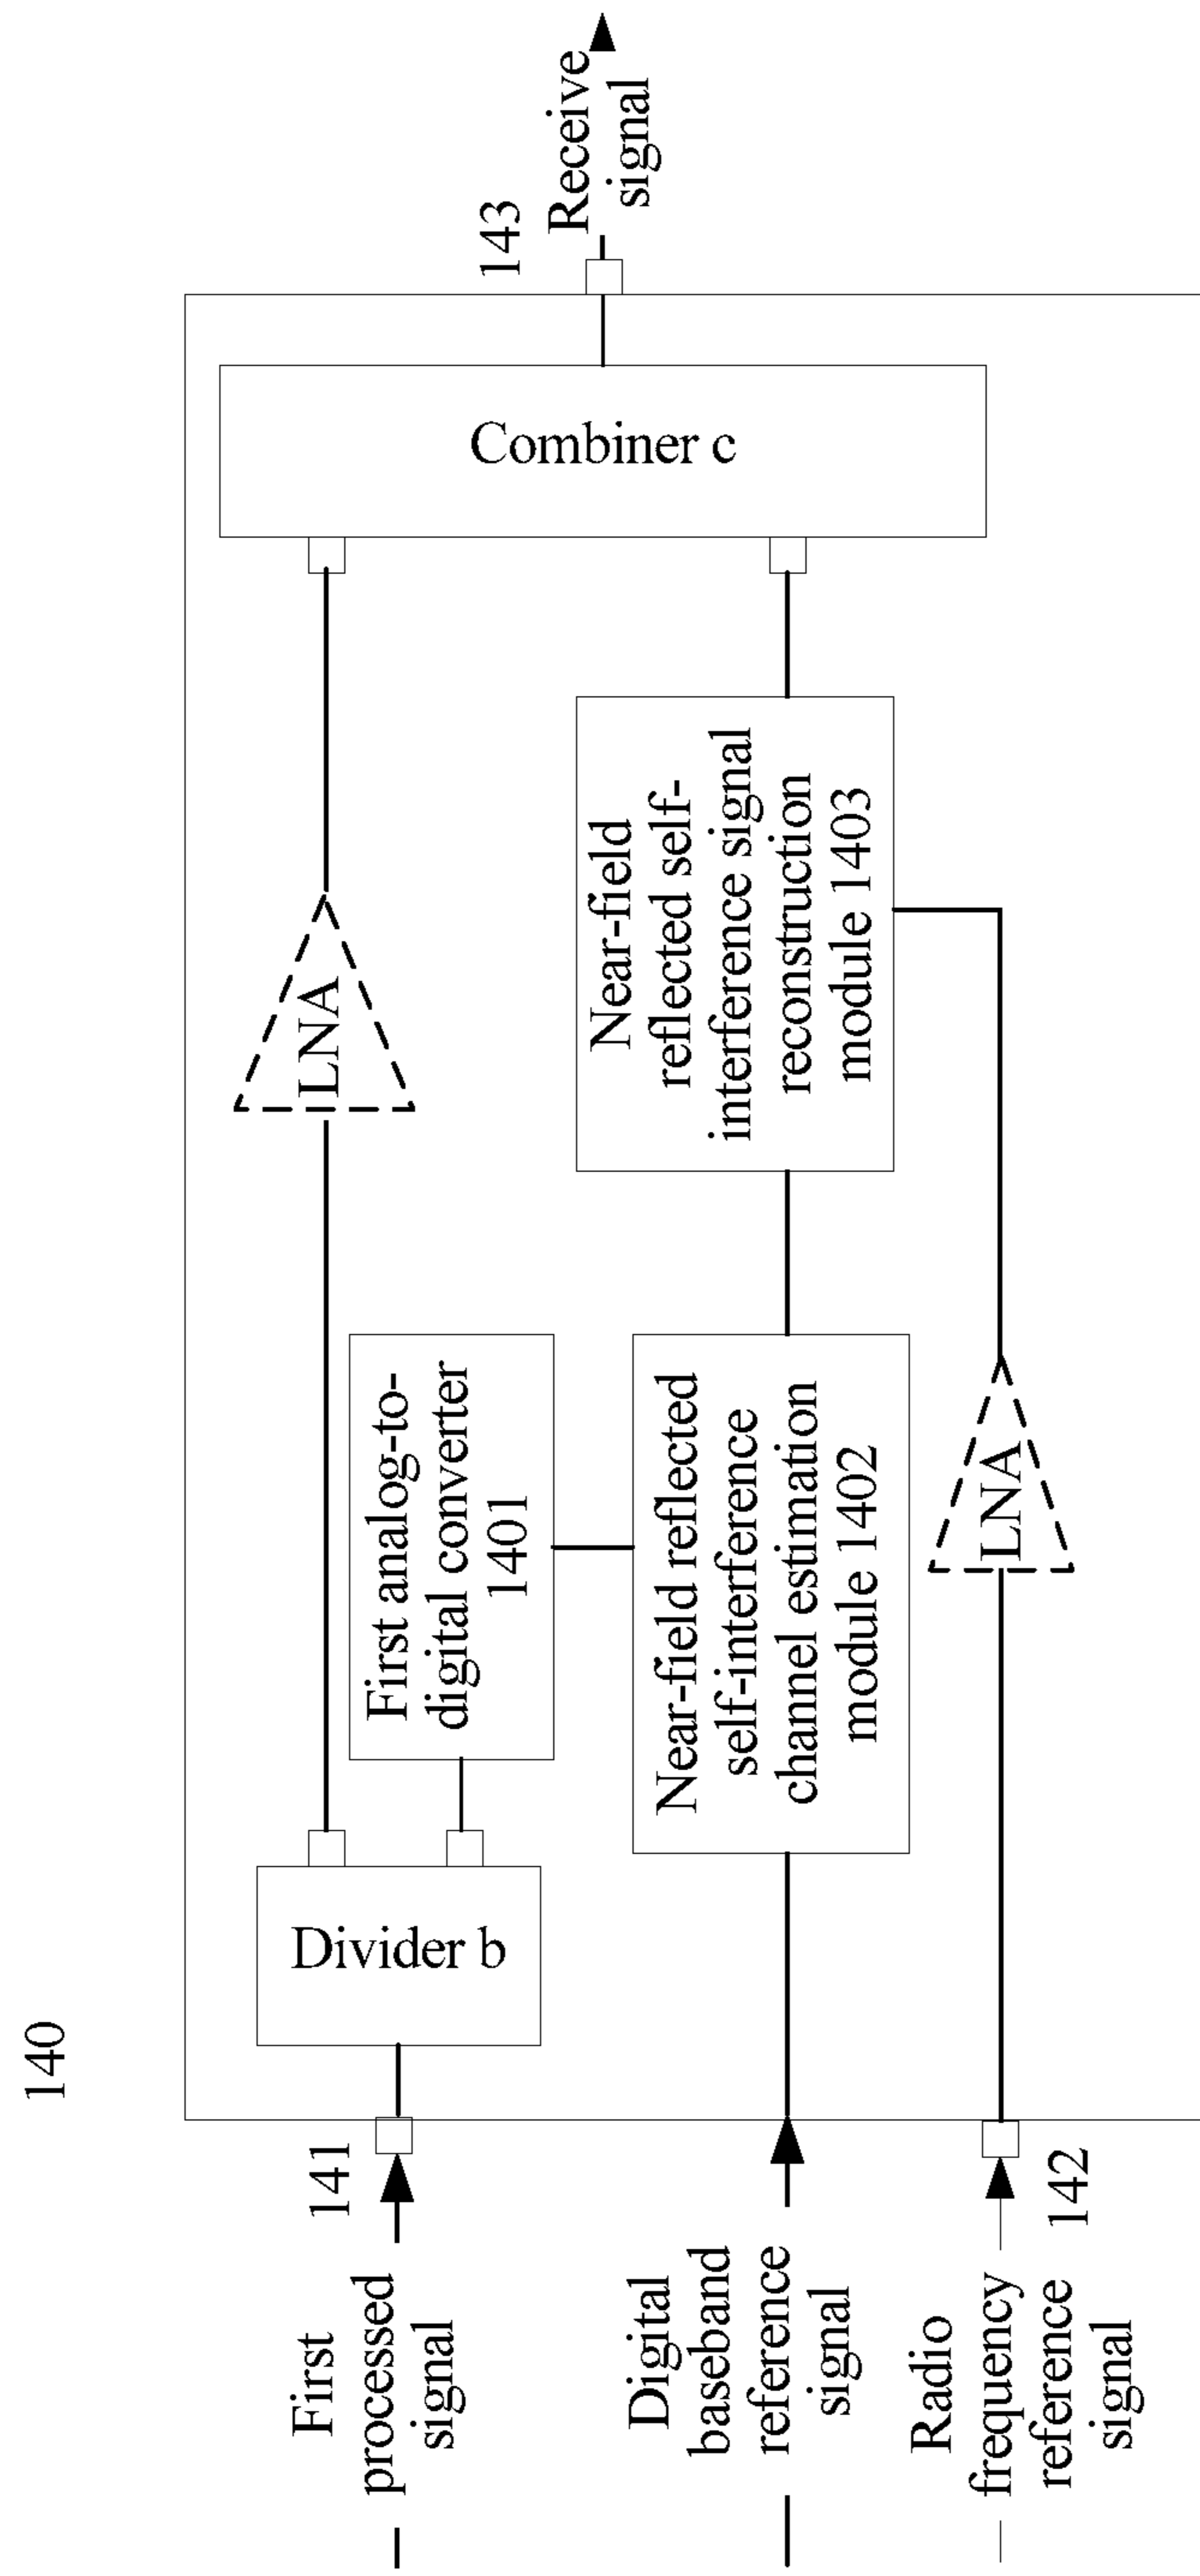 140
First
processed
signal
141
Divider b
First analog-to-
digital converter
1401
LNA
Digital
baseband
reference
signal
Near-field reflected
self-interference
channel estimation
module 1402
Near-field
reflected self-
interference signal
reconstruction
module 1403
Radio
frequency
reference
signal
142
LNA
Combiner c
143
Receive
signal